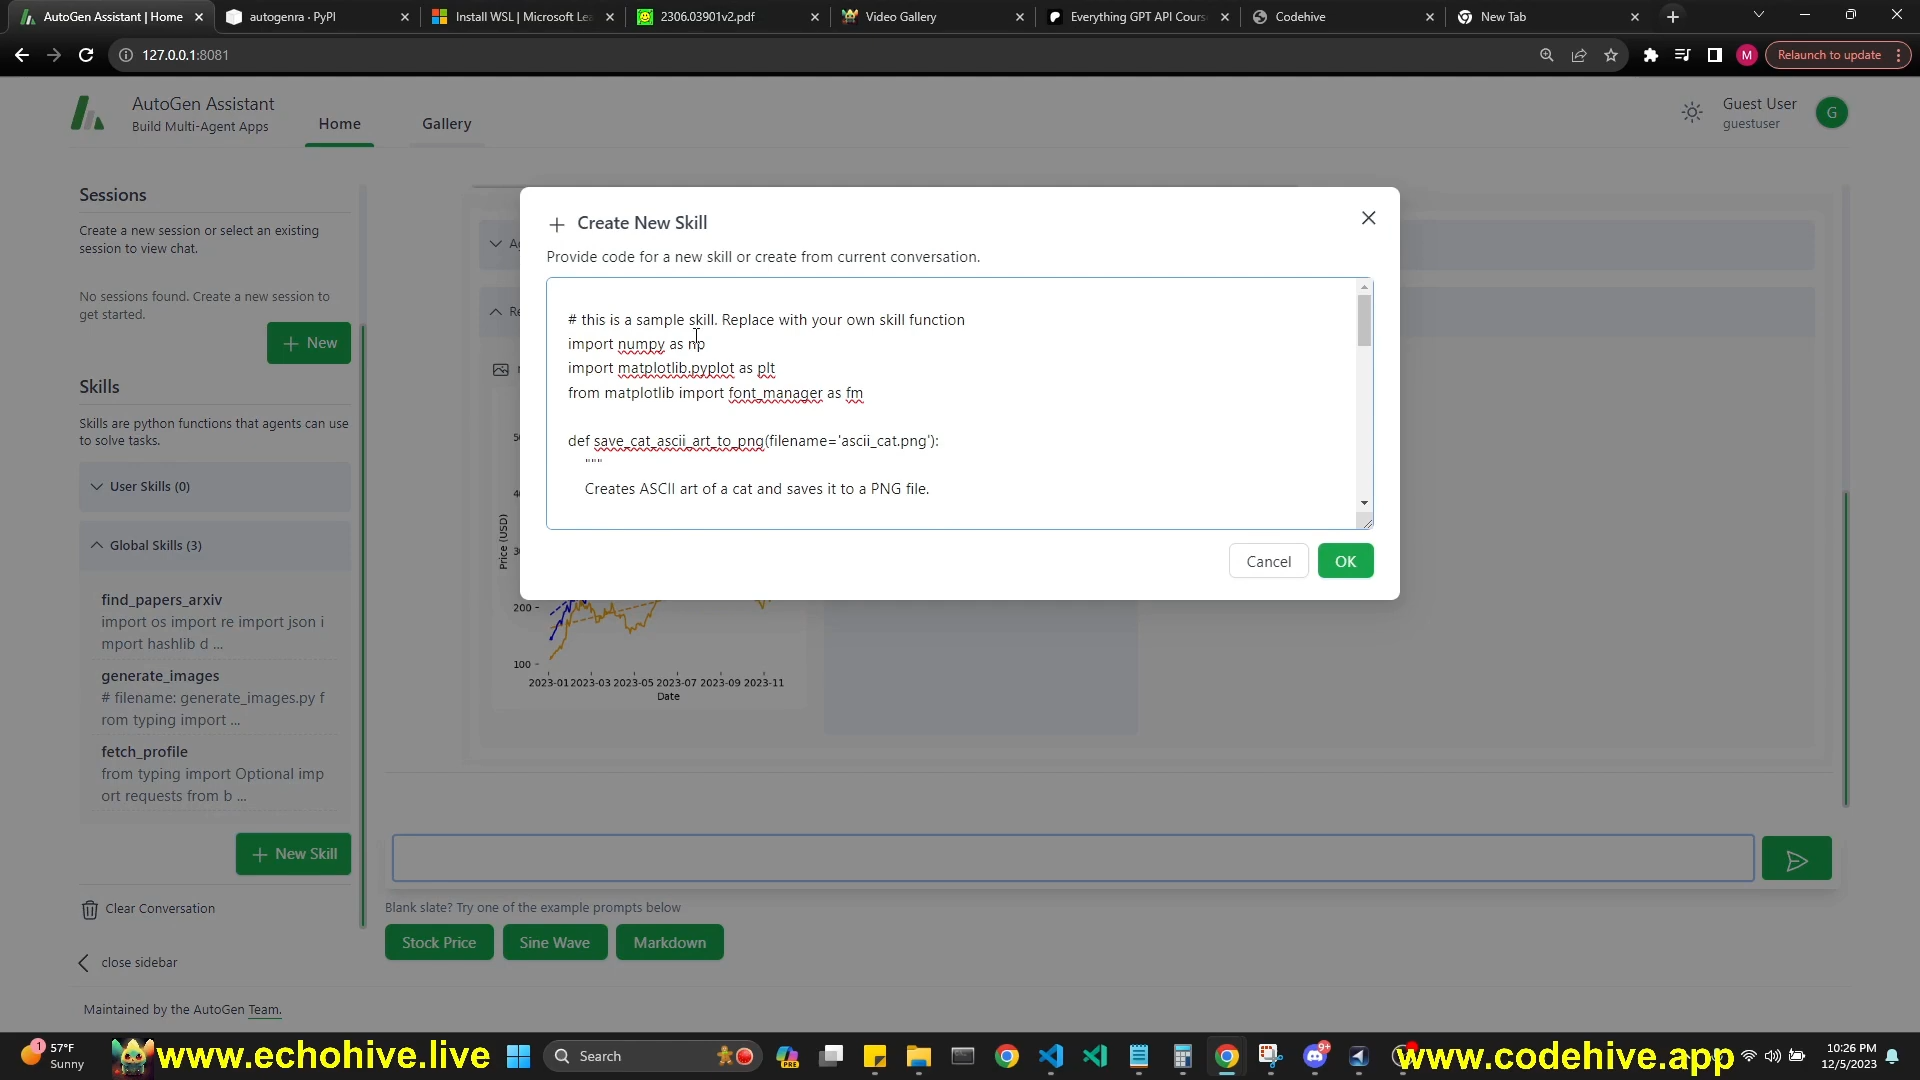 AutoGen Assistant | Home
autogenra · PyPI
Install WSL | Microsoft Lea
2306.03901v2.pdf
Video Gallery
Everything GPT API Cours
Codehive
New Tab
127.0.0.1:8081
M
Relaunch to update
AutoGen Assistant
Build Multi-Agent Apps
Home
Gallery
Guest User
guestuser
G
Sessions
Create a new session or select an existing
session to view chat.
No sessions found. Create a new session to
get started.
New
Skills
Skills are python functions that agents can use
to solve tasks.
User Skills (0)
Global Skills (3)
find_papers_arxiv
import os import re import json i
mport hashlib d ...
generate_images
# filename: generate_images.py f
rom typing import ...
fetch_profile
from typing import Optional imp
ort requests from b ...
New Skill
Clear Conversation
close sidebar
Maintained by the AutoGen Team.
Create New Skill
Provide code for a new skill or create from current conversation.
# this is a sample skill. Replace with your own skill function
import numpy as np
import matplotlib.pyplot as plt
from matplotlib import font_manager as fm
def save_cat_ascii_art_to_png(filename='ascii_cat.png'):
"""
Creates ASCII art of a cat and saves it to a PNG file.
Cancel
OK
Price (USD)
200
100
2023-01 2023-03 2023-05 2023-07 2023-09 2023-11
Date
Blank slate? Try one of the example prompts below
Stock Price
Sine Wave
Markdown
1
57°F
Sunny
www.echohive.live
Search
PRE
9+
www.codehive.app
10:26 PM
12/5/2023